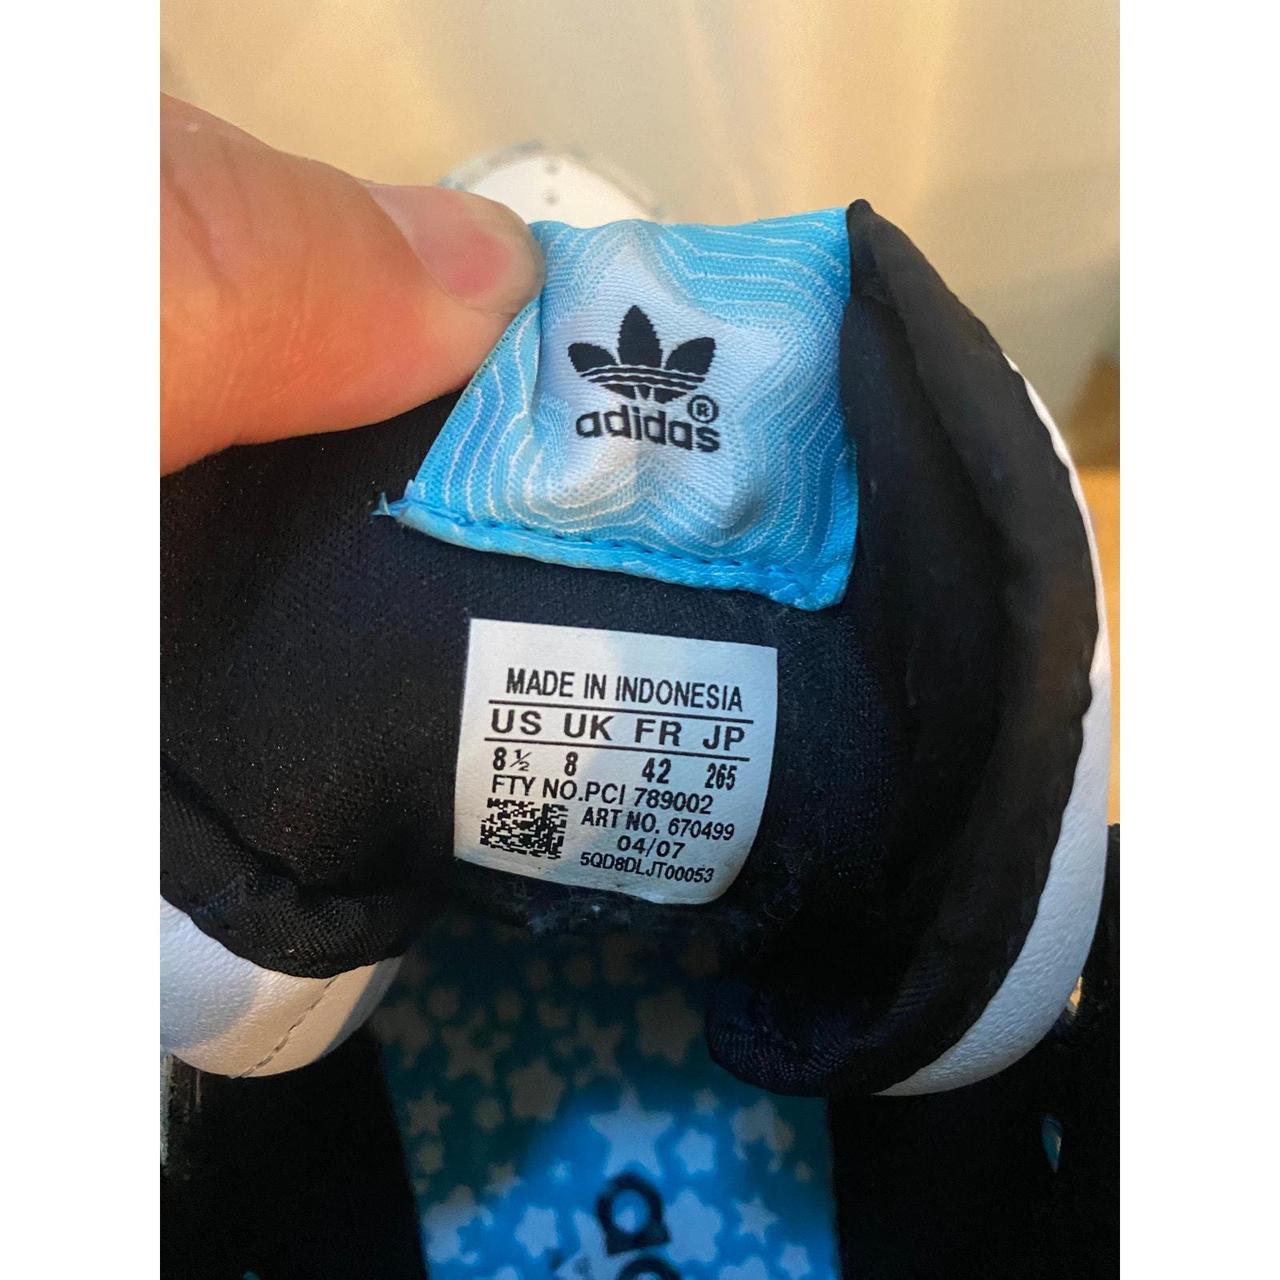 adidas®
MADE IN INDONESIA
US UK FR JP
8½ 8 42 265
FTY NO.PCI 789002
ART NO. 670499
04/07
5QD8DLJT00053